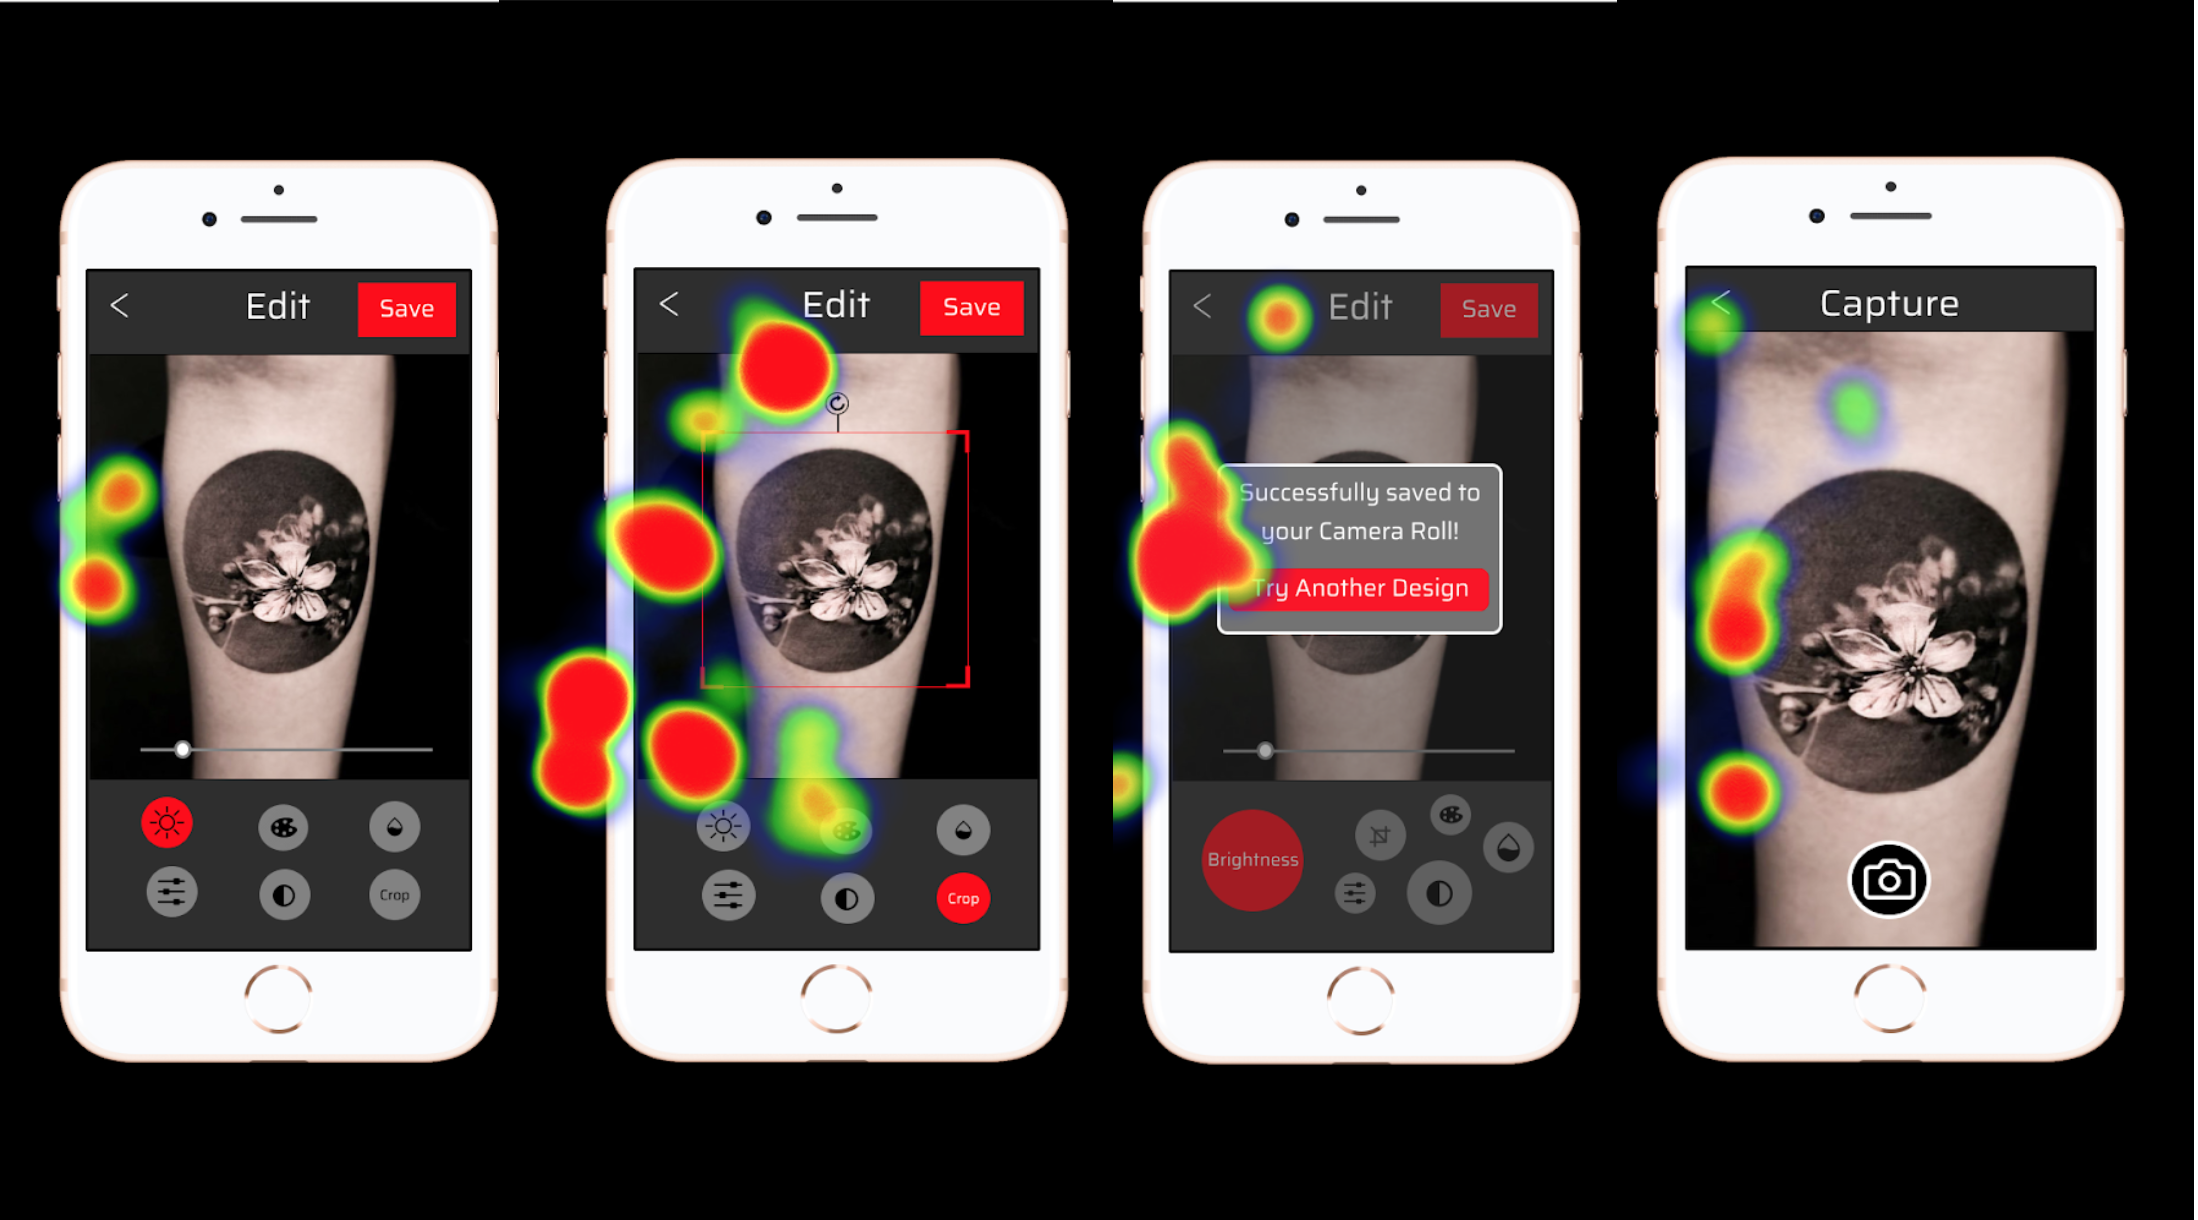 Edit
Save
Crop
Edit
Save
Crop
Edit
Save
Successfully saved to
your Camera Roll!
Try Another Design
Brightness
Capture